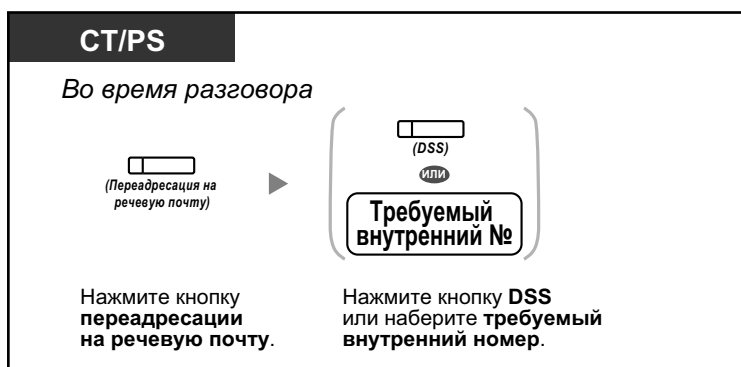 СТ/PS
Во время разговора
(Переадресация на
речевую почту)
(DSS)
или
Требуемый
внутренний №
Нажмите кнопку
переадресации
на речевую почту.
Нажмите кнопку DSS
или наберите требуемый
внутренний номер.